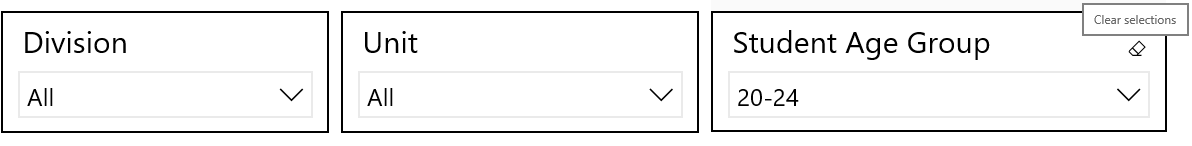 Clear selections
Division
Unit
Student Age Group
All
All
20-24